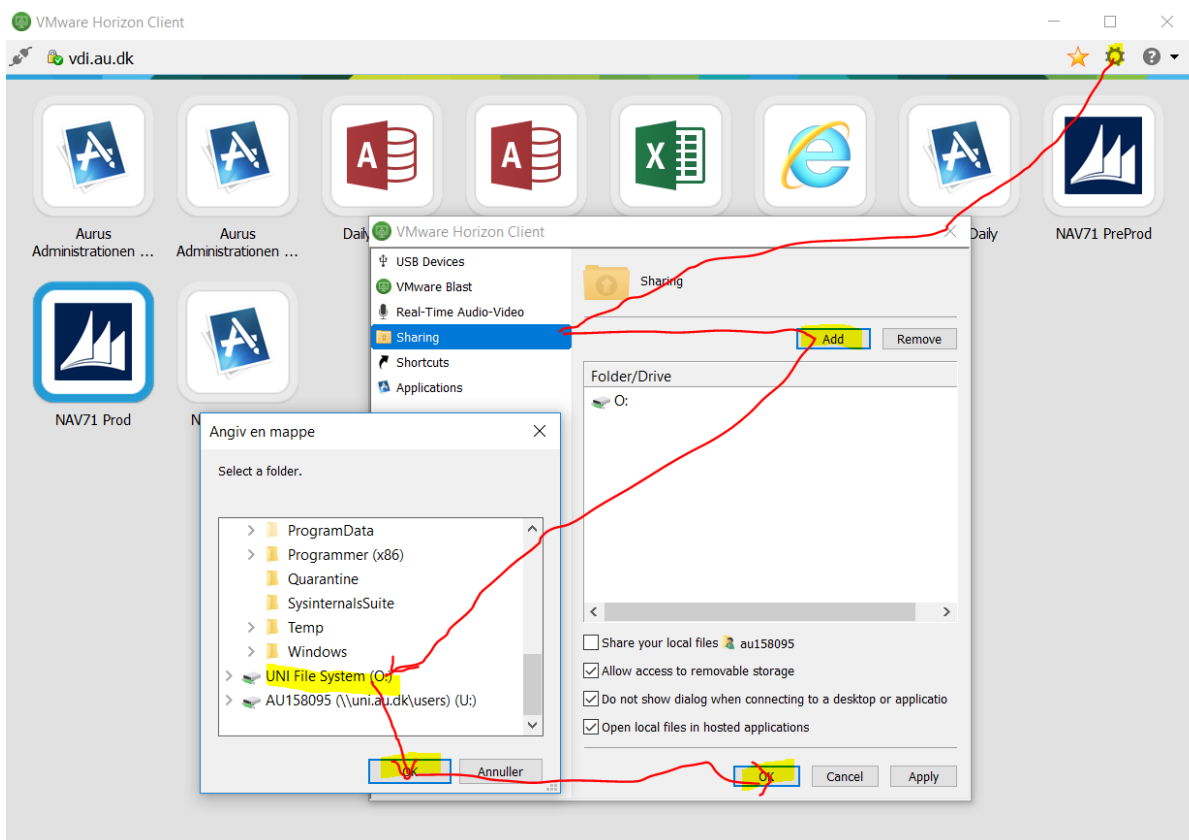 VMware Horizon Client
vdi.au.dk
Aurus
Administrationen ...
Aurus
Administrationen ...
Daily
Daily
NAV71 PreProd
NAV71 Prod
N
VMware Horizon Client
USB Devices
VMware Blast
Real-Time Audio-Video
Sharing
Shortcuts
Applications
Sharing
Add
Remove
Folder/Drive
O:
Share your local files au158095
Allow access to removable storage
Do not show dialog when connecting to a desktop or applicatio
Open local files in hosted applications
OK
Cancel
Apply
Angiv en mappe
Select a folder.
ProgramData
Programmer (x86)
Quarantine
SysinternalsSuite
Temp
Windows
UNI File System (O:)
AU158095 (\\uni.au.dk\users) (U:)
OK
Annuller